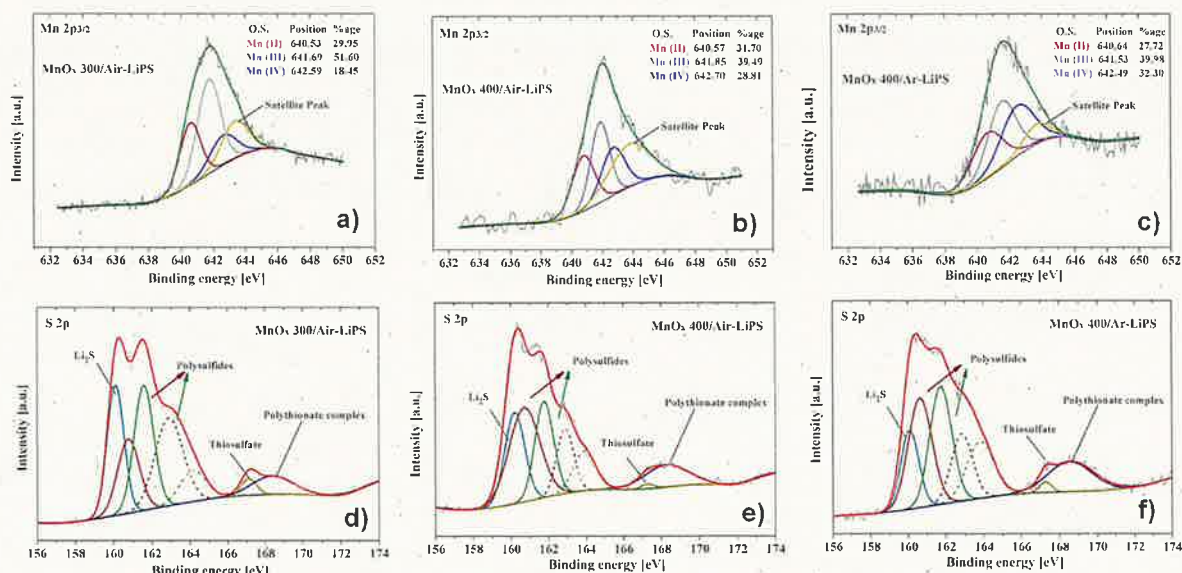 Mn 2p3/2
O.S. Position %age
Mn (II) 640.53 29.95
Mn (III) 641.69 51.60
Mn (IV) 642.59 18.45
MnOx 300/Air-LiPS
Satellite Peak
Intensity [a.u.]
a)
632 634 636 638 640 642 644 646 648 650 652
Binding energy [eV]
Mn 2p3/2
O.S. Position %age
Mn (II) 640.57 31.70
Mn (III) 641.85 39.49
Mn (IV) 642.70 28.81
MnOx 400/Air-LiPS
Satellite Peak
Intensity [a.u.]
b)
632 634 636 638 640 642 644 646 648 650 652
Binding energy [eV]
Mn 2p3/2
O.S. Position %age
Mn (II) 640.64 27.72
Mn (III) 641.53 39.98
Mn (IV) 642.49 32.30
MnOx 400/Ar-LiPS
Satellite Peak
Intensity [a.u.]
c)
632 634 636 638 640 642 644 646 648 650 652
Binding energy [eV]
S 2p
MnOx 300/Air-LiPS
Li2S
Polysulfides
Polythionate complex
Thiosulfate
Intensity [a.u.]
d)
156 158 160 162 164 166 168 170 172 174
Binding energy [eV]
S 2p
MnOx 400/Air-LiPS
Li2S
Polysulfides
Polythionate complex
Thiosulfate
Intensity [a.u.]
e)
156 158 160 162 164 166 168 170 172 174
Binding energy [eV]
S 2p
MnOx 400/Ar-LiPS
Li2S
Polysulfides
Polythionate complex
Thiosulfate
Intensity [a.u.]
f)
156 158 160 162 164 166 168 170 172 174
Binding energy [eV]